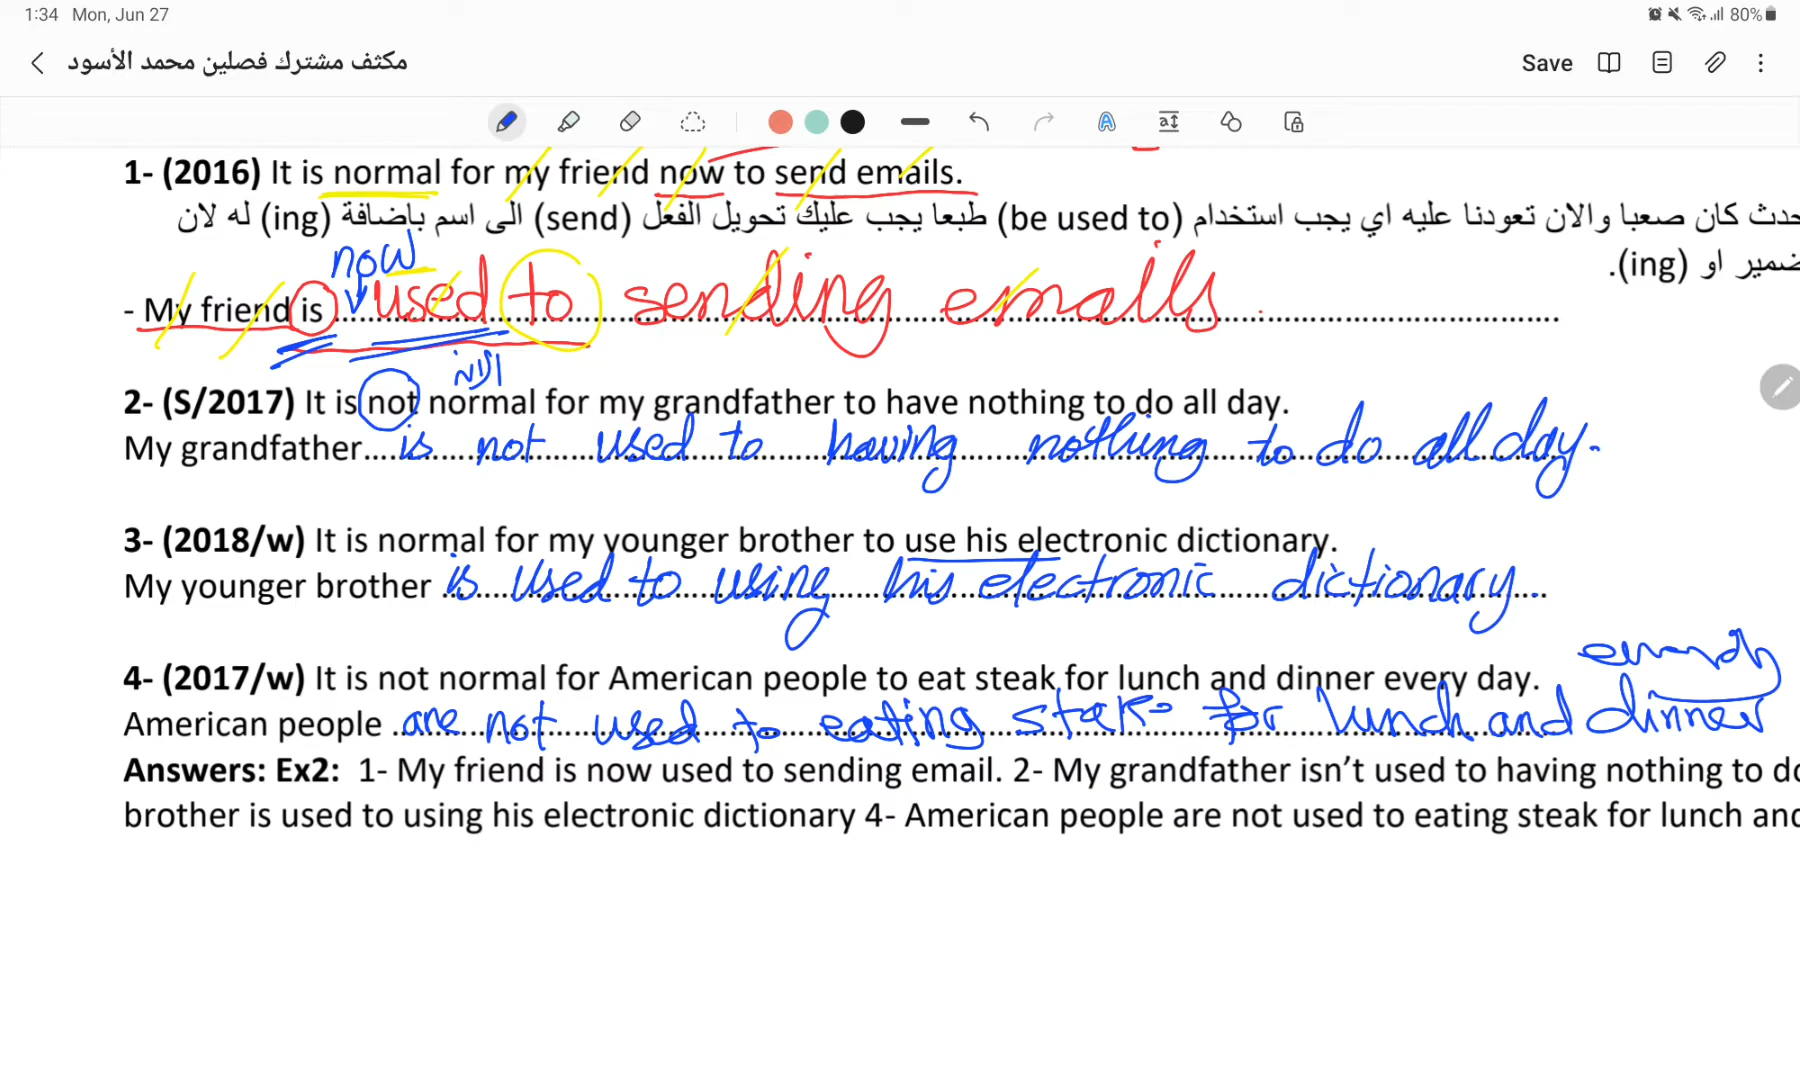 1:34 Mon, Jun 27 80%
مكثف مشترك فصلين محمد الأسود Save
1- (2016) It is normal for my friend now to send emails.
حدث كان صعبا والان تعودنا عليه اي يجب استخدام (be used to) طبعا يجب عليك تحويل الفعل (send) الى اسم باضافة (ing) له لان
ضمير او (ing).
now
- My friend is used to sending emails
الان
2- (S/2017) It is not normal for my grandfather to have nothing to do all day.
My grandfather.... is not used to having nothing to do all day.
3- (2018/w) It is normal for my younger brother to use his electronic dictionary.
My younger brother is used to using his electronic dictionary...
4- (2017/w) It is not normal for American people to eat steak for lunch and dinner every day.
American people are not used to eating steak for lunch and dinner
Answers: Ex2: 1- My friend is now used to sending email. 2- My grandfather isn’t used to having nothing to do
brother is used to using his electronic dictionary 4- American people are not used to eating steak for lunch and